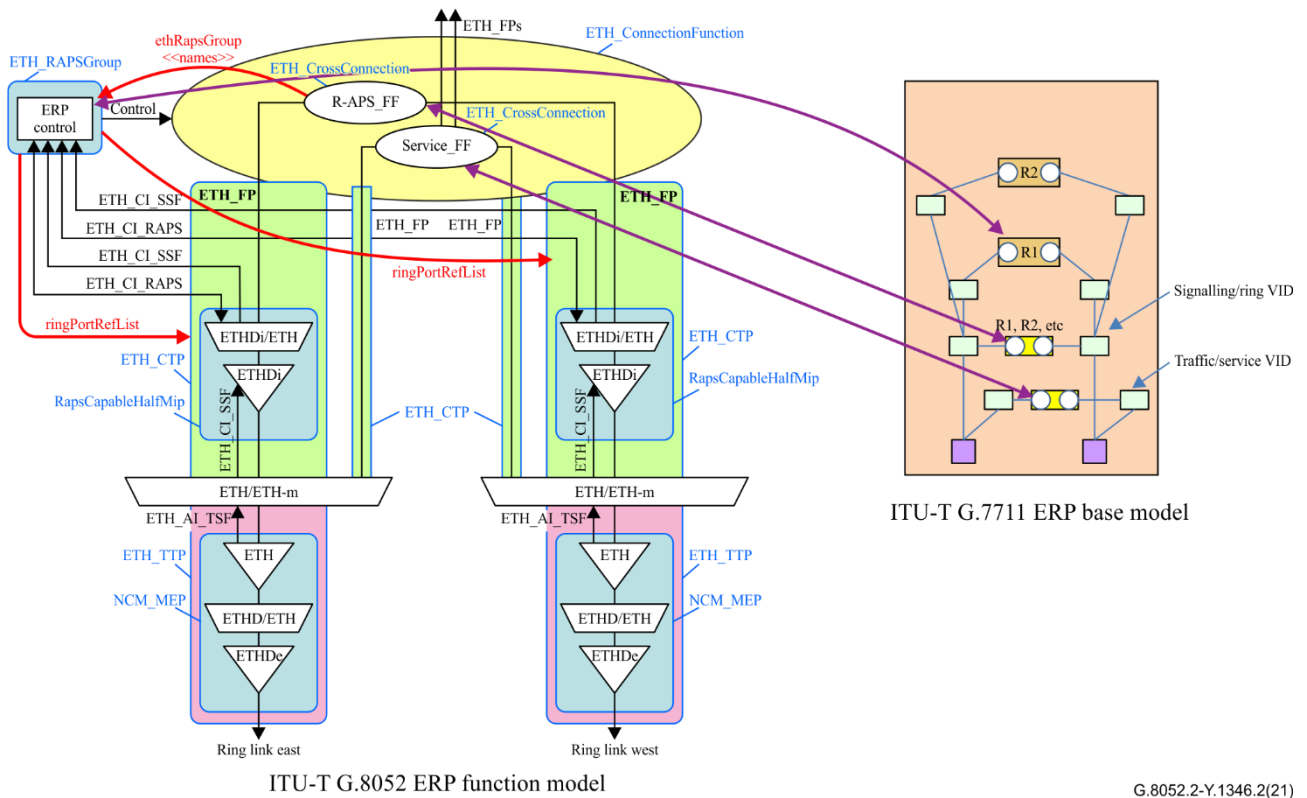 ETH_FPs
ethRapsGroup
<<names>>
ETH_ConnectionFunction
ETH_RAPSGroup
ETH_CrossConnection
ERP
control
Control
R-APS_FF
ETH_CrossConnection
Service_FF
R2
ETH_FP
ETH_FP
ETH_CI_SSF
ETH_CI_RAPS
ETH_FP
ETH_FP
ETH_CI_SSF
ringPortRefList
ETH_CI_RAPS
R1
Signalling/ring VID
ringPortRefList
ETHDi/ETH
ETHDi/ETH
R1, R2, etc
ETH_CTP
ETH_CTP
ETHDi
ETHDi
Traffic/service VID
RapsCapableHalfMip
RapsCapableHalfMip
ETH_CTP
ETH_CI_SSF
ETH_CI_SSF
ETH/ETH-m
ETH/ETH-m
ITU-T G.7711 ERP base model
ETH_AI_TSF
ETH_AI_TSF
ETH_TTP
ETH
ETH
ETH_TTP
NCM_MEP
NCM_MEP
ETHD/ETH
ETHD/ETH
ETHDe
ETHDe
Ring link east
Ring link west
ITU-T G.8052 ERP function model
G.8052.2-Y.1346.2(21)